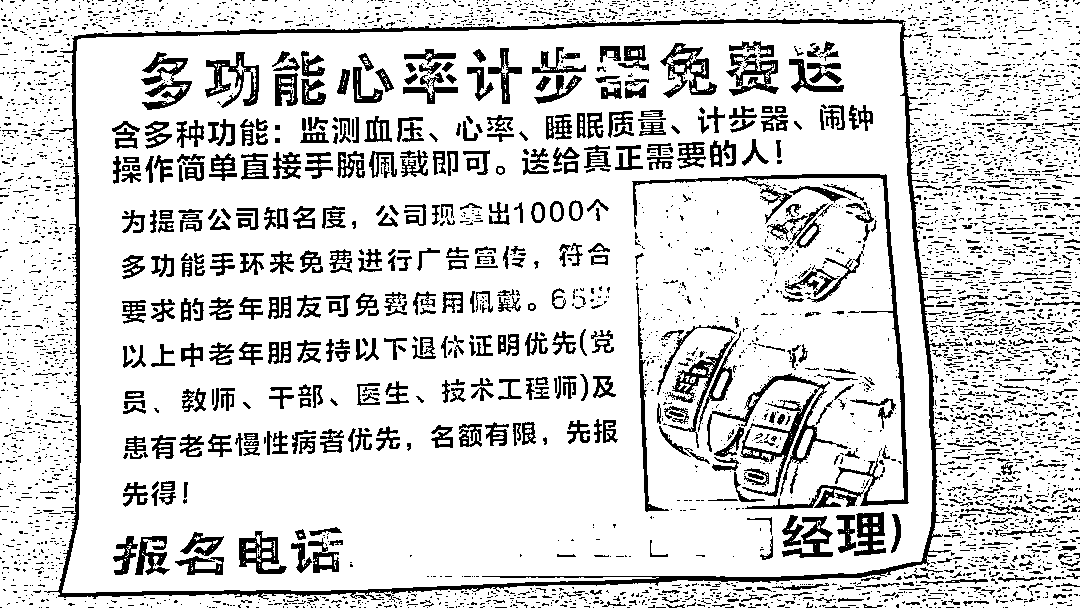 多功能心率计步器免费送
含多种功能：监测血压、心率、睡眠质量、计步器、闹钟
操作简单直接手腕佩戴即可。送给真正需要的人！
为提高公司知名度，公司现拿出1000个
多功能手环来免费进行广告宣传，符合
要求的老年朋友可免费使用佩戴。65岁
以上中老年朋友持以下退休证明优先(党
员、教师、干部、医生、技术工程师)及
患有老年慢性病者优先，名额有限，先报
先得！
报名电话
经理)